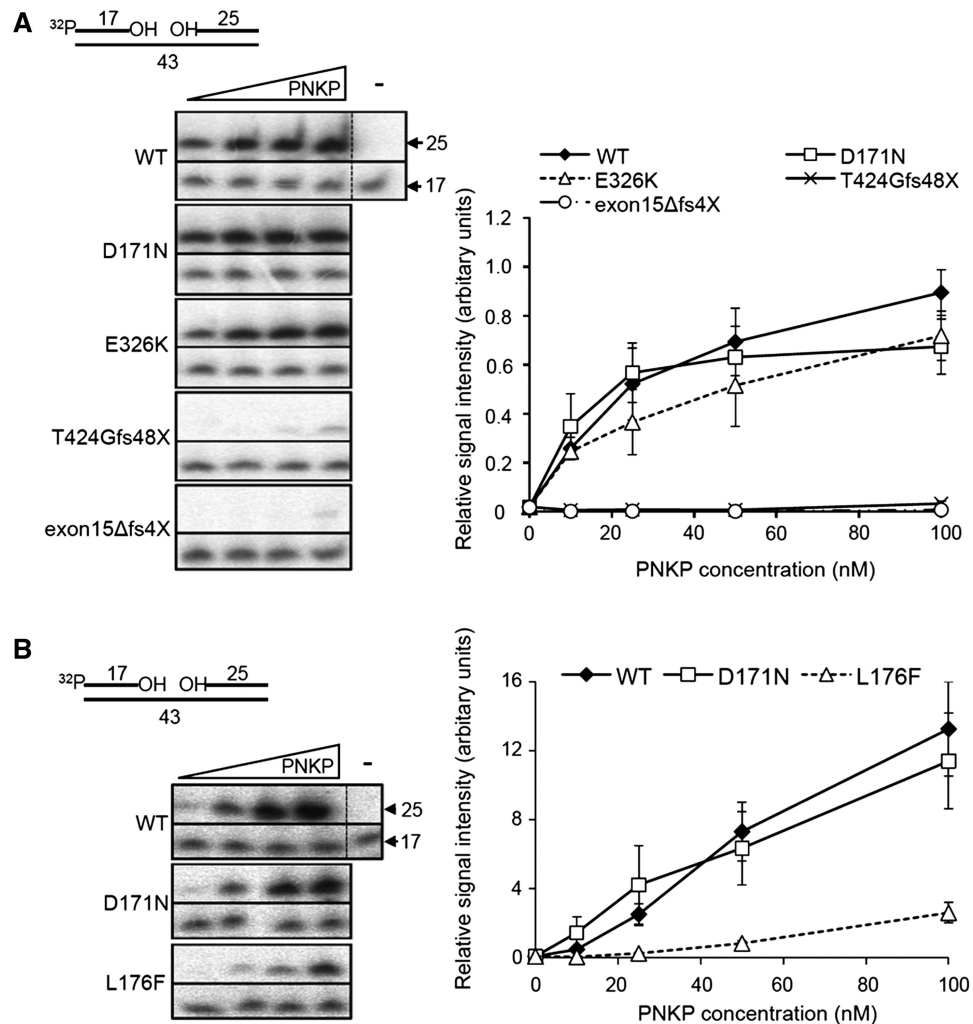 A
32P 17 OH OH 25
43
PNKP -
WT
25
17
D171N
E326K
T424Gfs48X
exon15Δfs4X
WT D171N
E326K T424Gfs48X
exon15Δfs4X
Relative signal intensity (arbitary units)
1.2
1.0
0.8
0.6
0.4
0.2
0
0 20 40 60 80 100
PNKP concentration (nM)
B
32P 17 OH OH 25
43
PNKP -
WT
25
17
D171N
L176F
WT D171N L176F
Relative signal intensity (arbitary units)
16
12
8
4
0
0 20 40 60 80 100
PNKP concentration (nM)